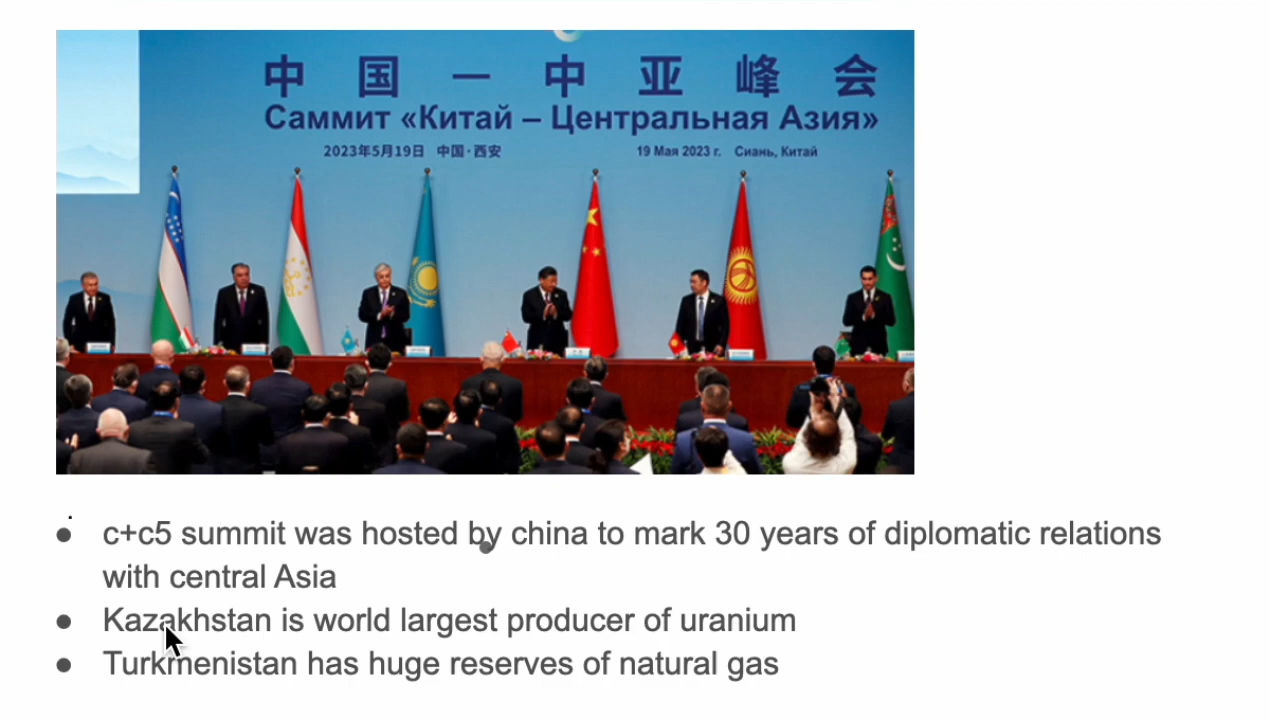 中国—中亚峰会
Саммит «Китай – Центральная Азия»
2023年5月19日 中国·西安 19 Мая 2023 г. Сиань, Китай
c+c5 summit was hosted by china to mark 30 years of diplomatic relations
with central Asia
Kazakhstan is world largest producer of uranium
Turkmenistan has huge reserves of natural gas